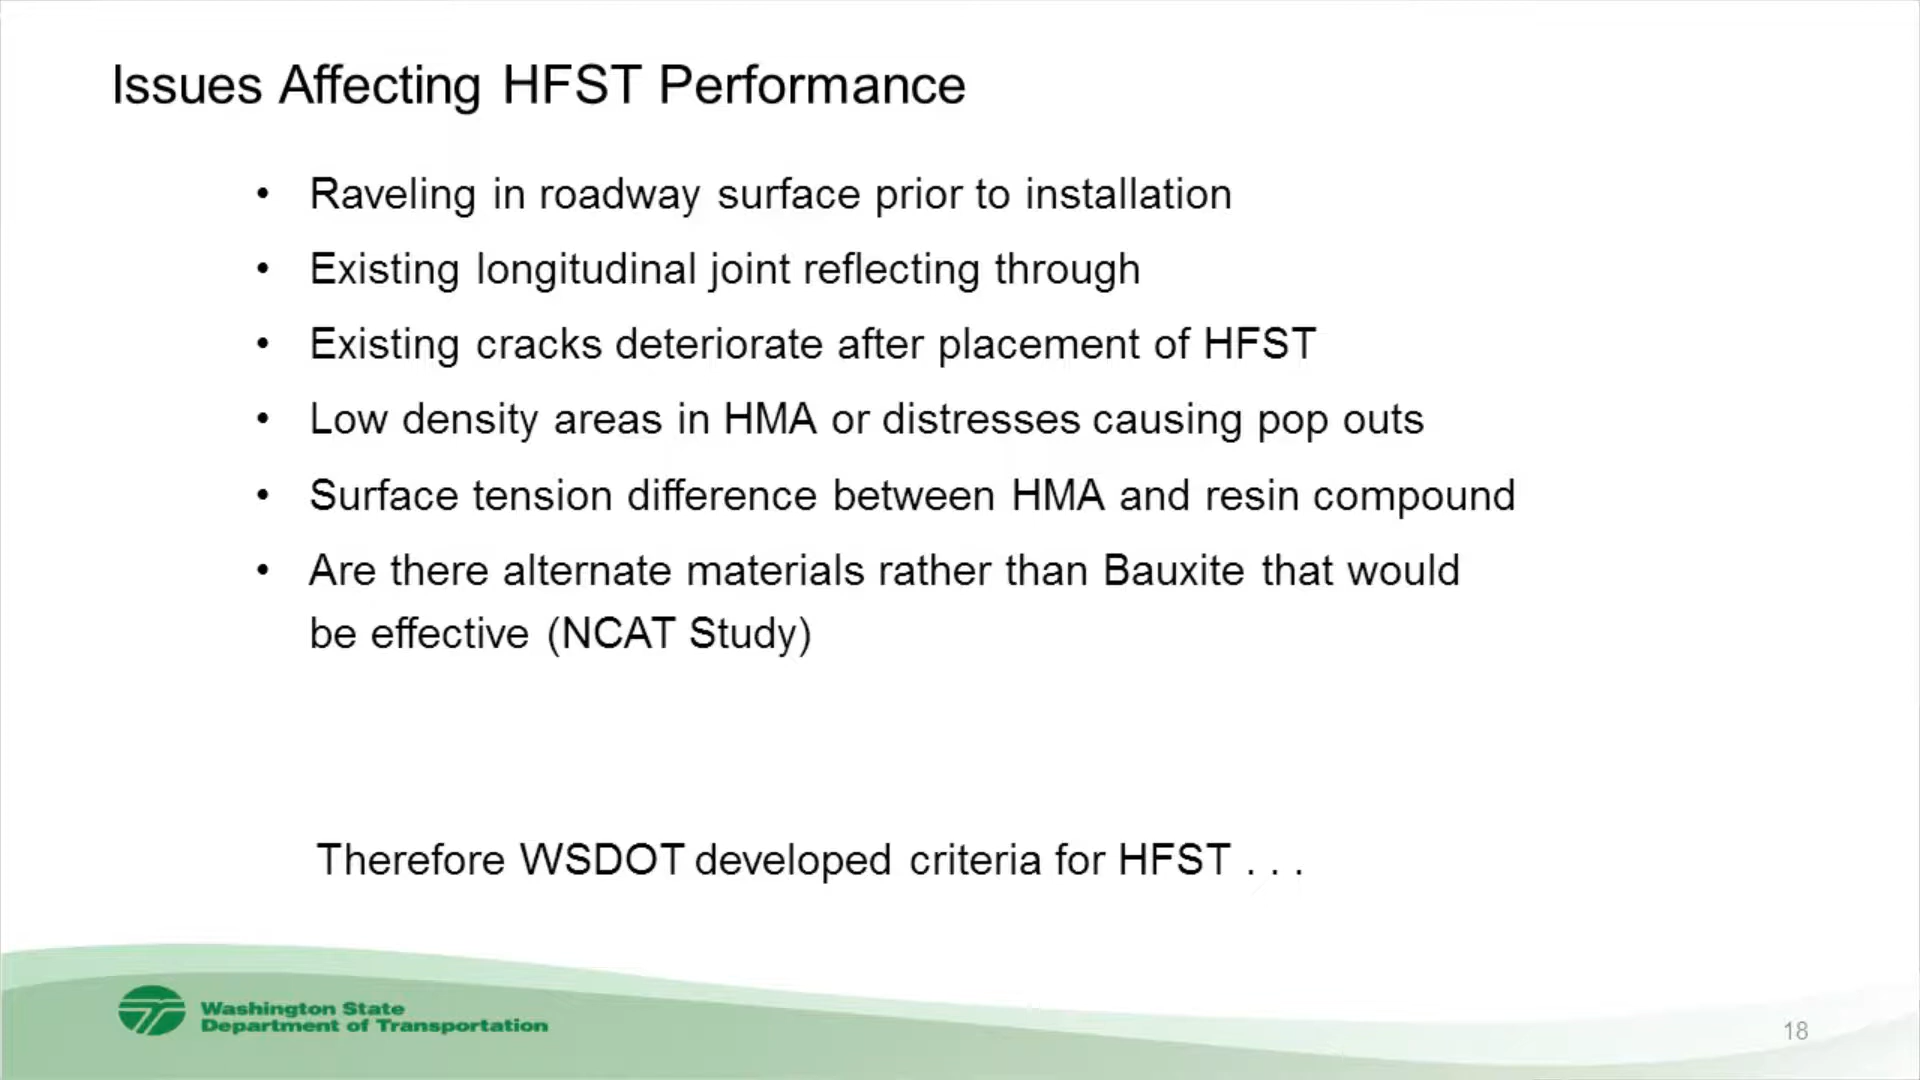 Issues Affecting HFST Performance
• Raveling in roadway surface prior to installation
• Existing longitudinal joint reflecting through
• Existing cracks deteriorate after placement of HFST
• Low density areas in HMA or distresses causing pop outs
• Surface tension difference between HMA and resin compound
• Are there alternate materials rather than Bauxite that would
be effective (NCAT Study)
Therefore WSDOT developed criteria for HFST . . .
Washington State
Department of Transportation
18